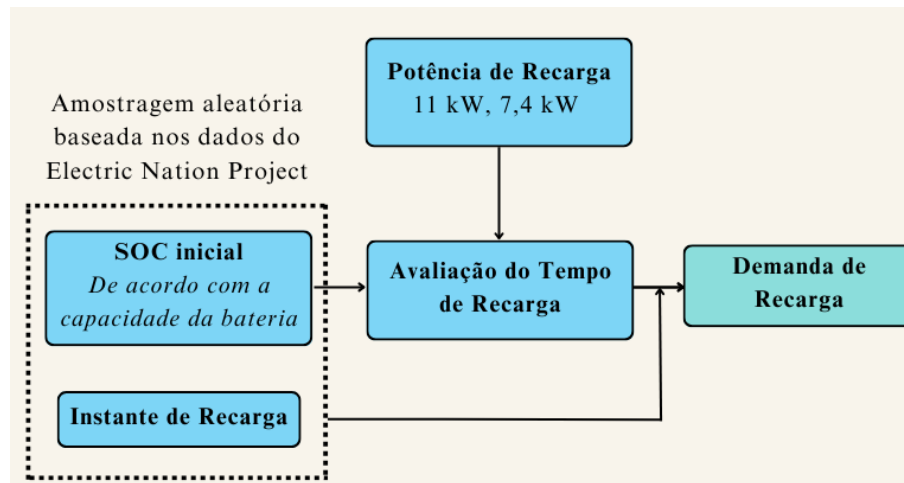 Potência de Recarga
11 kW, 7,4 kW
Amostragem aleatória
baseada nos dados do
Electric Nation Project
SOC inicial
De acordo com a
capacidade da bateria
Avaliação do Tempo
de Recarga
Demanda de
Recarga
Instante de Recarga